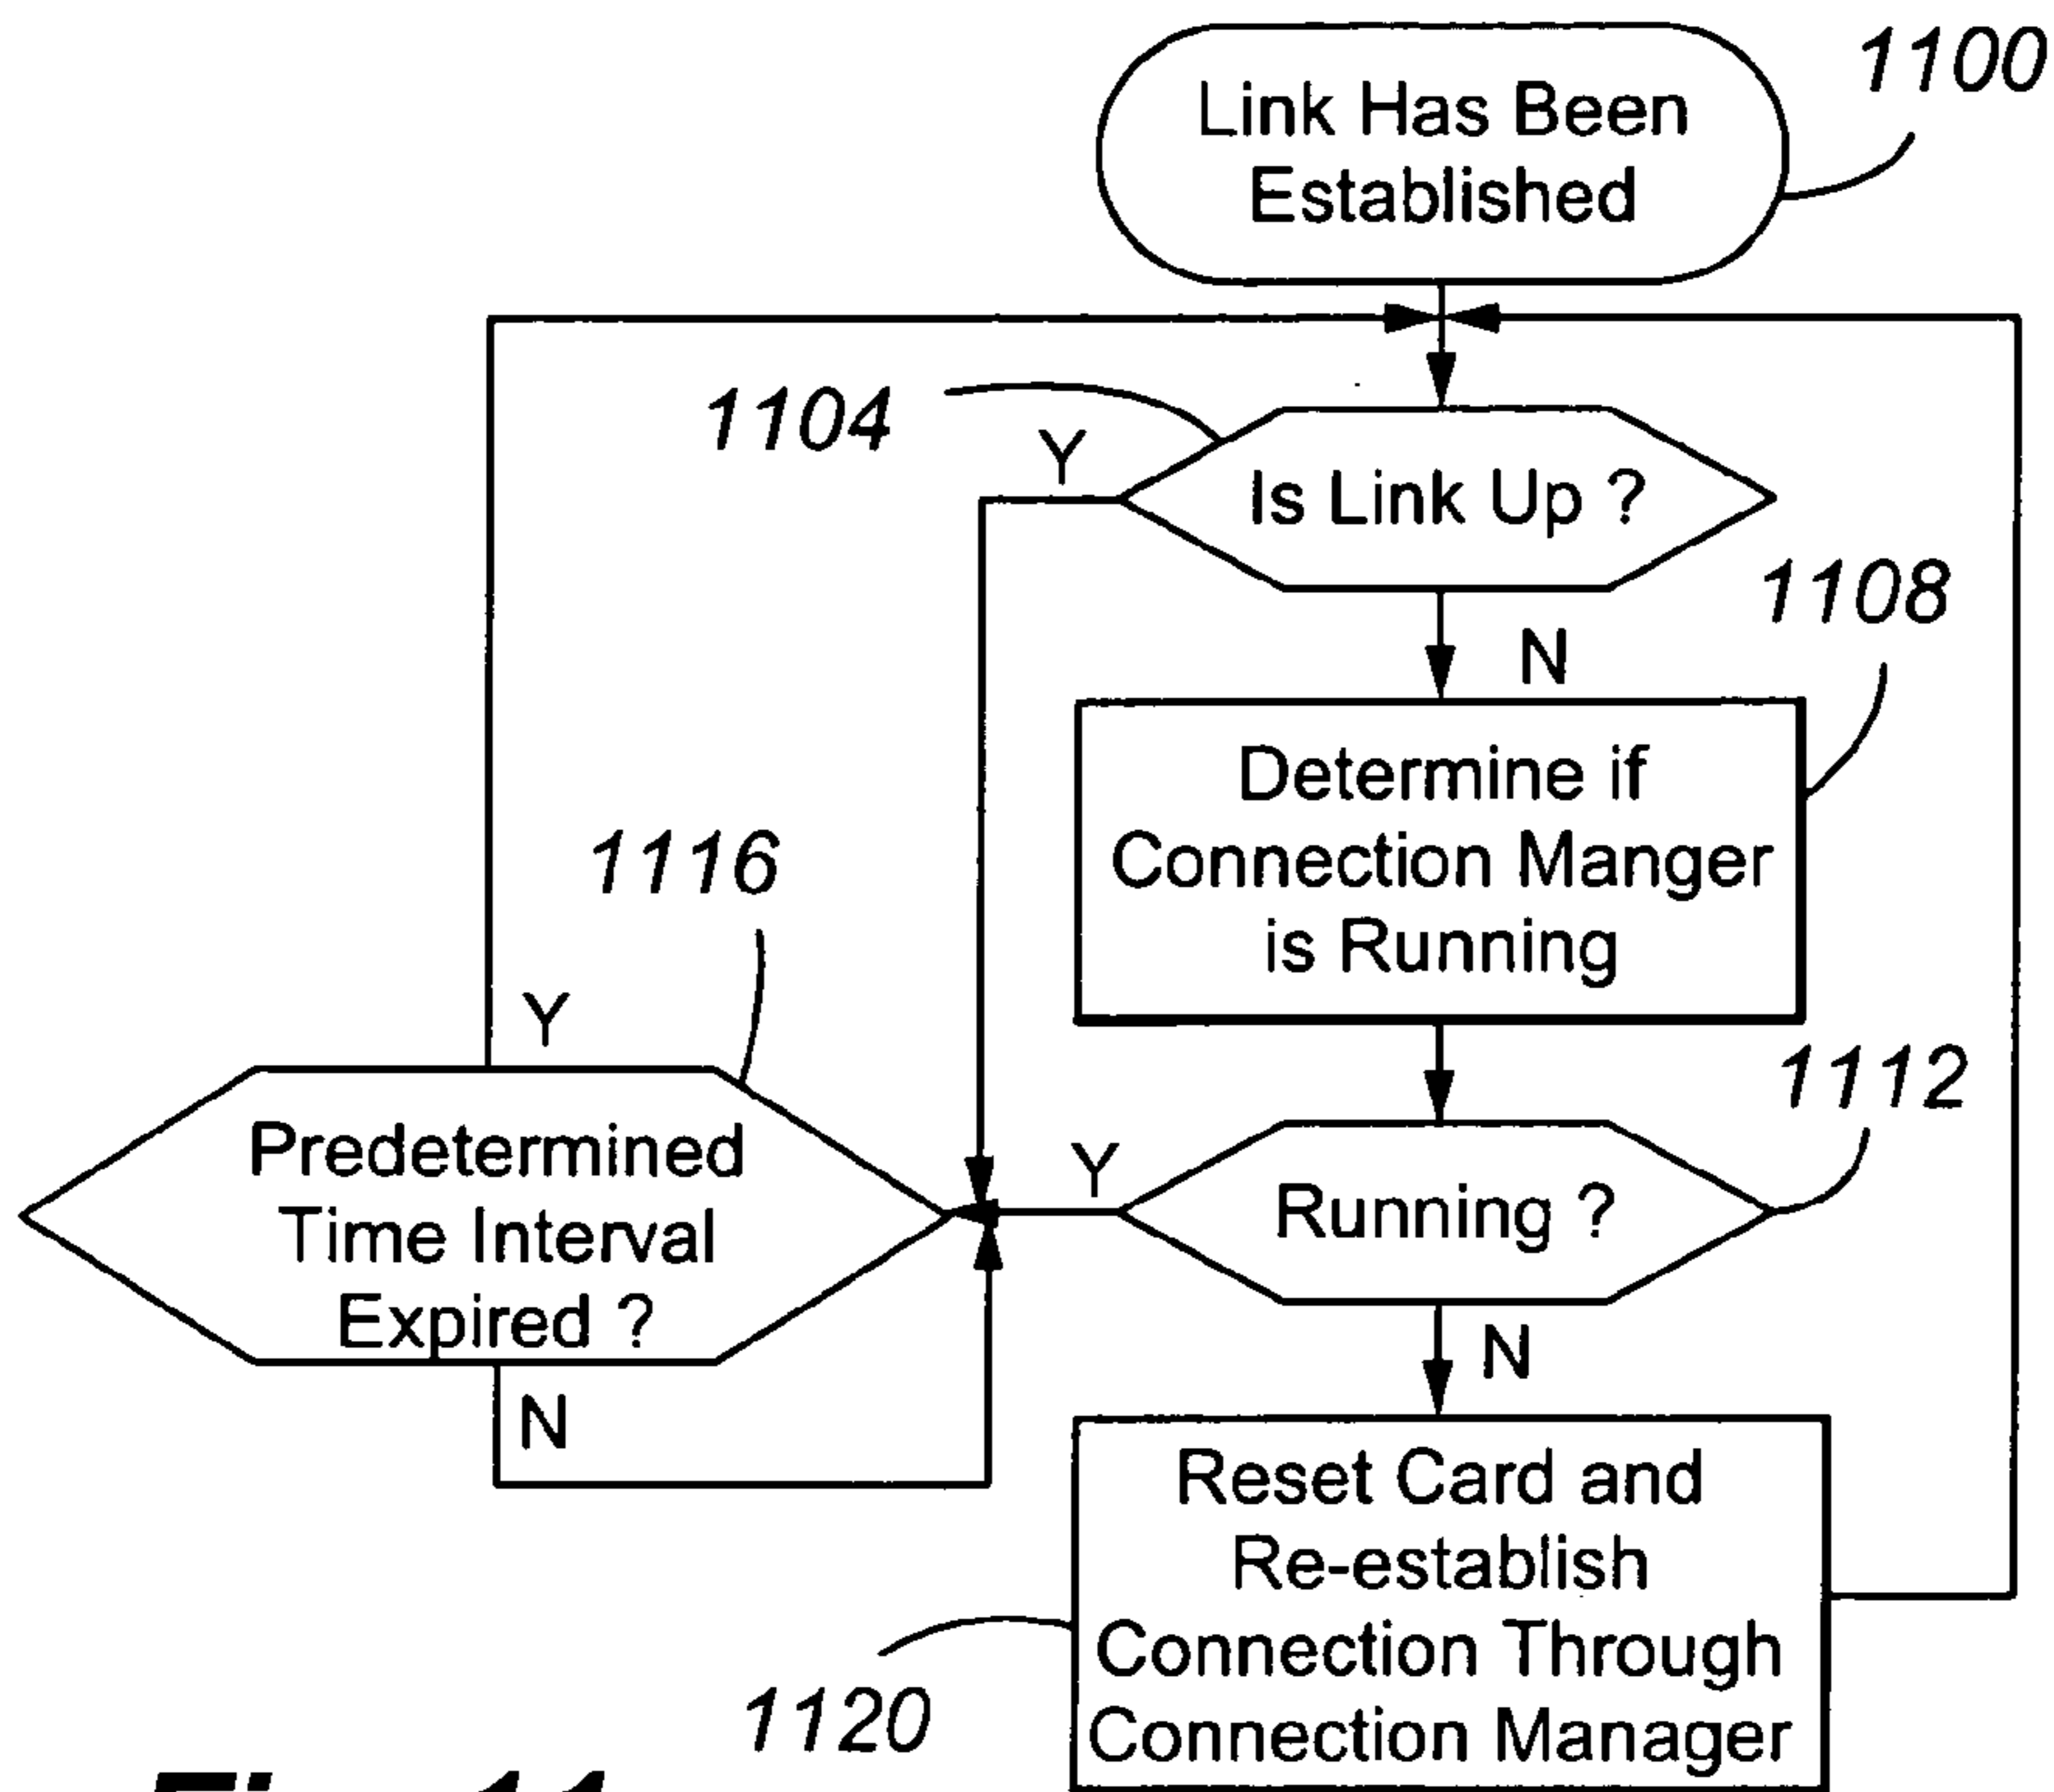 Link Has Been
Established
1100
1104
Y
Is Link Up ?
N
1108
Determine if
Connection Manger
is Running
1116
Y
Predetermined
Time Interval
Expired ?
N
1112
Y
Running ?
N
Reset Card and
Re-establish
Connection Through
Connection Manager
1120